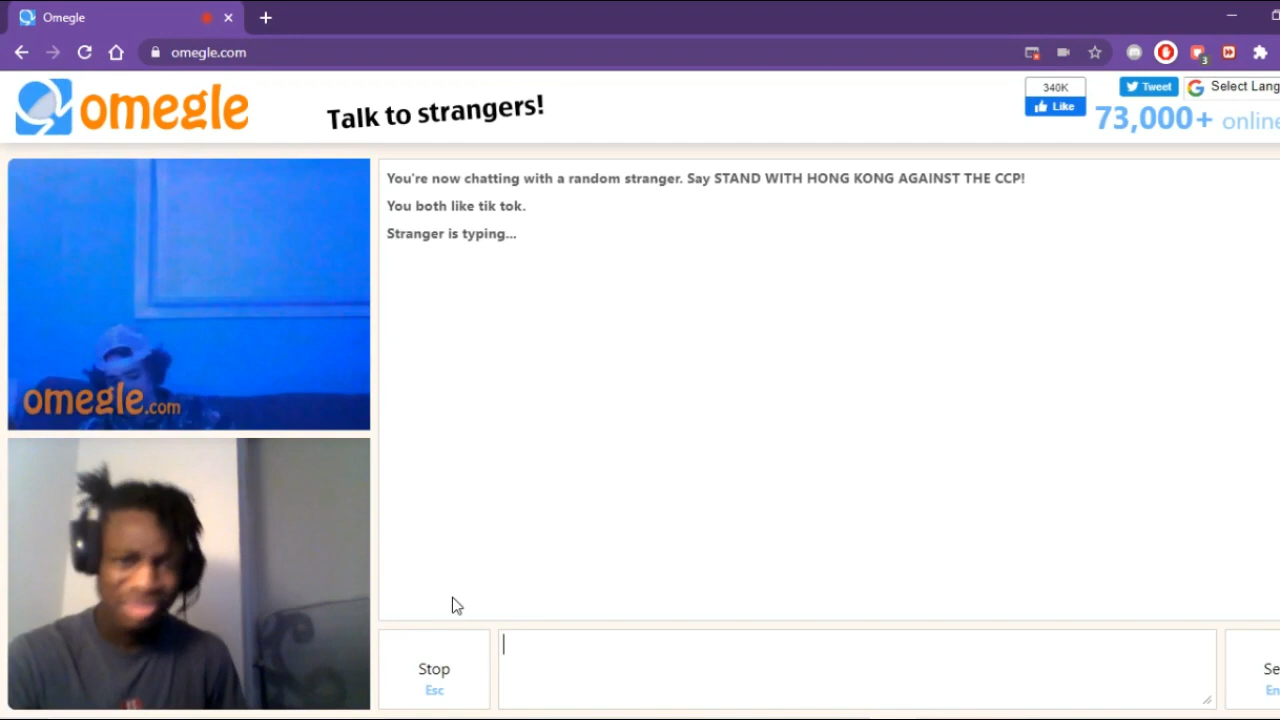 Omegle
omegle.com
omegle
Talk to strangers!
340K
Like
Tweet
G Select Lang
73,000+ online
3
You're now chatting with a random stranger. Say STAND WITH HONG KONG AGAINST THE CCP!
You both like tik tok.
Stranger is typing...
omegle.com
Stop
Esc
Se
En